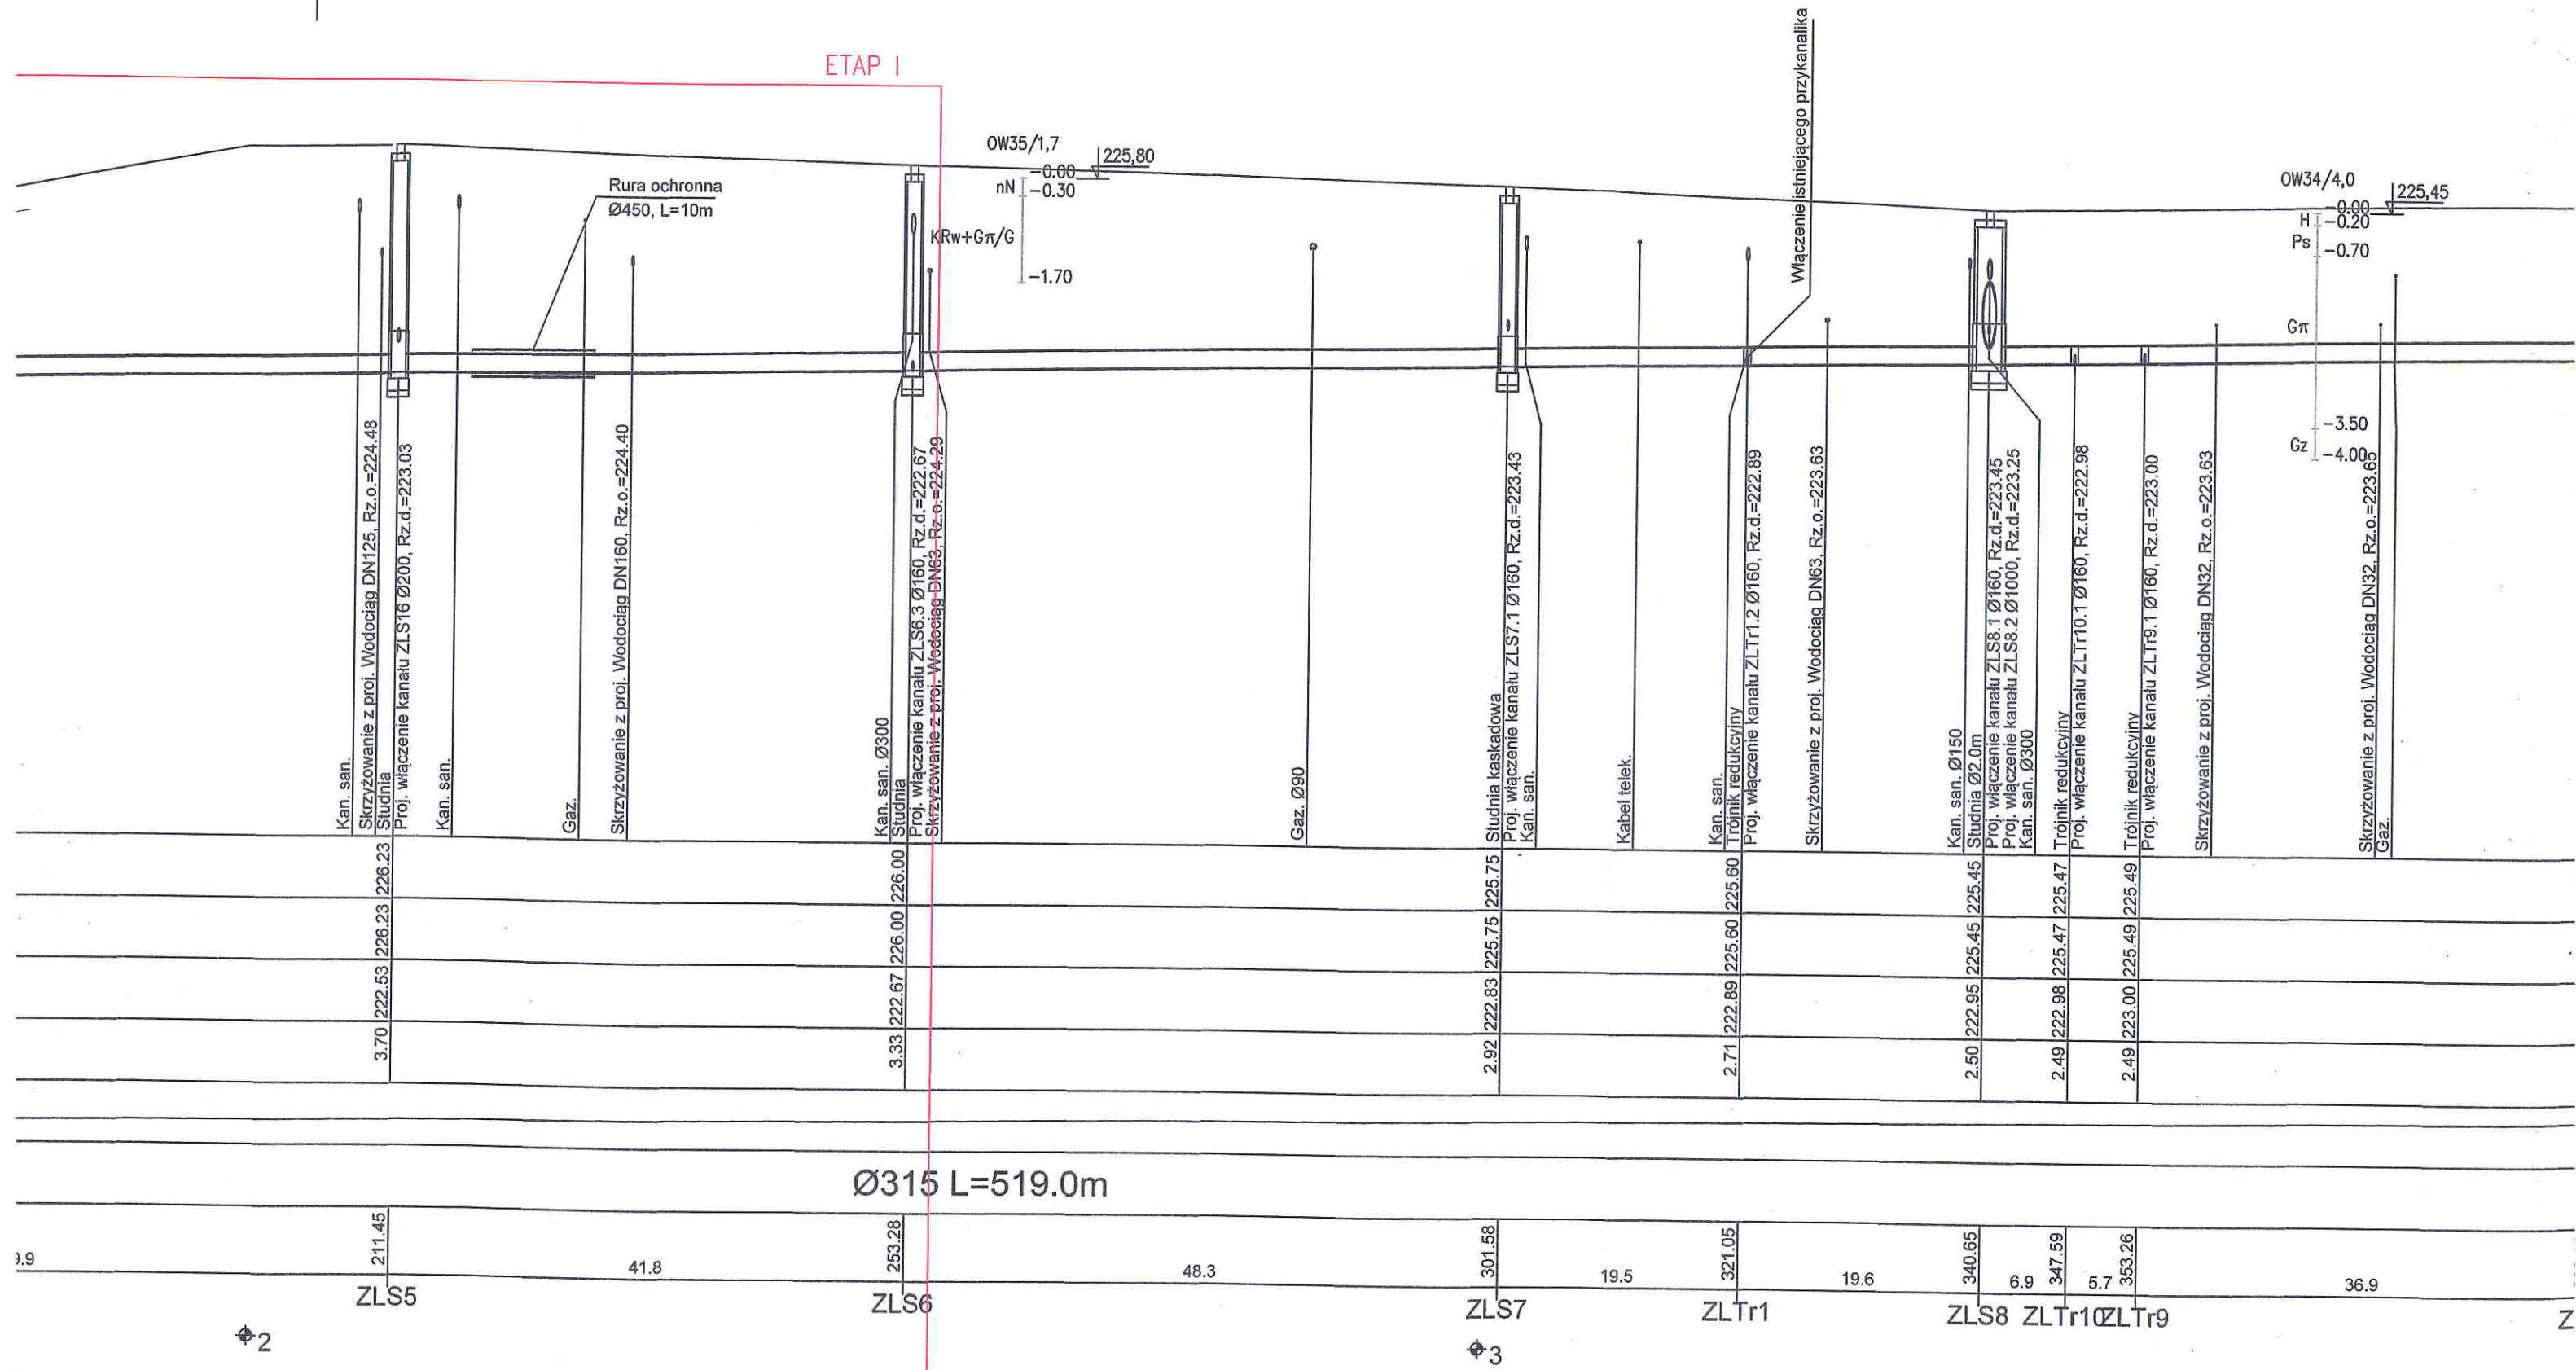 ETAP I
Włączenie istniejącego przykanalika
OW35/1,7
225,80
-0.00
nN
-0.30
KRw+Gπ/G
-1.70
Rura ochronna
Ø450, L=10m
OW34/4,0
225,45
-0.00
H
-0.20
Ps
-0.70
Gπ
-3.50
Gz
-4.00
Kan. san.
Skrzyżowanie z proj. Wodociąg DN125, Rz.o.=224.48
Studnia
Proj. włączenie kanału ZLS16 Ø200, Rz.d.=223.03
Kan. san.
Gaz.
Skrzyżowanie z proj. Wodociąg DN160, Rz.o.=224.40
Kan. san. Ø300
Studnia
Proj. włączenie kanału ZLS6.3 Ø160, Rz.d.=222.67
Skrzyżowanie z proj. Wodociąg DN63, Rz.o.=224.29
Gaz. Ø90
Studnia kaskadowa
Proj. włączenie kanału ZLS7.1 Ø160, Rz.d.=223.43
Kan. san.
Kabel telek.
Kan. san.
Trójnik redukcyjny
Proj. włączenie kanału ZLTr1.2 Ø160, Rz.d.=222.89
Skrzyżowanie z proj. Wodociąg DN63, Rz.o.=223.63
Kan. san. Ø150
Studnia Ø2.0m
Proj. włączenie kanału ZLS8.1 Ø160, Rz.d.=223.45
Proj. włączenie kanału ZLS8.2 Ø1000, Rz.d.=223.25
Kan. san. Ø300
Trójnik redukcyjny
Proj. włączenie kanału ZLTr10.1 Ø160, Rz.d.=222.98
Trójnik redukcyjny
Proj. włączenie kanału ZLTr9.1 Ø160, Rz.d.=223.00
Skrzyżowanie z proj. Wodociąg DN32, Rz.o.=223.63
Skrzyżowanie z proj. Wodociąg DN32, Rz.o.=223.65
Gaz.
226.23 226.00 225.75 225.60 225.45 225.47 225.49
226.23 226.00 225.75 225.60 225.45 225.47 225.49
222.53 222.67 222.83 222.89 222.95 222.98 223.00
3.70 3.33 2.92 2.71 2.50 2.49 2.49
Ø315 L=519.0m
211.45 253.28 301.58 321.05 340.65 347.59 353.26
9.9 41.8 48.3 19.5 19.6 6.9 5.7 36.9
ZLS5 ZLS6 ZLS7 ZLTr1 ZLS8 ZLTr10 ZLTr9 Z
2 3